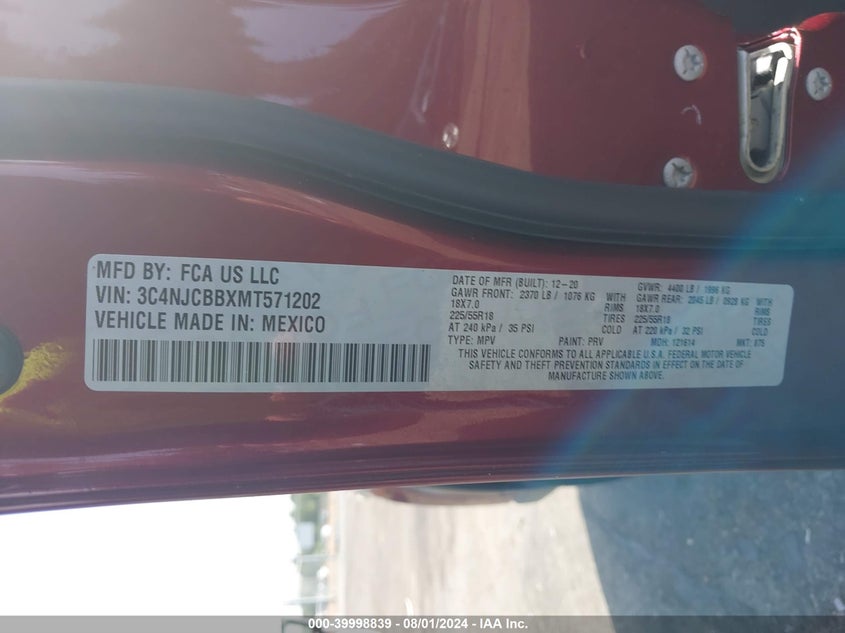 MFD BY: FCA US LLC
VIN: 3C4NJCBBXMT571202
VEHICLE MADE IN: MEXICO
DATE OF MFR (BUILT): 12-20 GVWR: 4400 LB / 1996 KG
GAWR FRONT: 2370 LB / 1076 KG WITH GAWR REAR: 2045 LB / 0928 KG WITH
18X7.0 RIMS 18X7.0 RIMS
225/55R18 TIRES 225/55R18 TIRES
AT 240 kPa / 35 PSI COLD AT 220 kPa / 32 PSI COLD
TYPE: MPV PAINT: PRV MDH: 121614 MKT: 875
THIS VEHICLE CONFORMS TO ALL APPLICABLE U.S.A. FEDERAL MOTOR VEHICLE
SAFETY AND THEFT PREVENTION STANDARDS IN EFFECT ON THE DATE OF
MANUFACTURE SHOWN ABOVE.
000-39998839 - 08/01/2024 - IAA Inc.